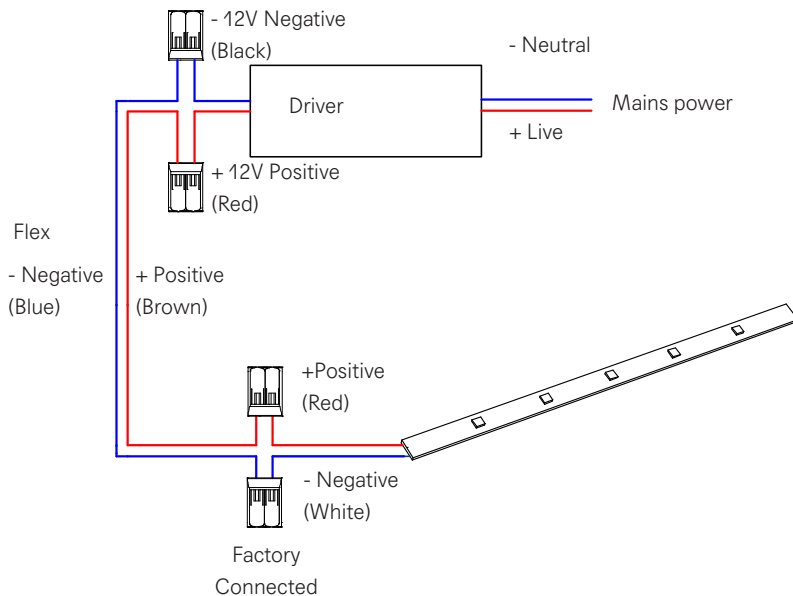 - 12V Negative
(Black)
- Neutral
Driver
Mains power
+ Live
+ 12V Positive
(Red)
Flex
- Negative
(Blue)
+ Positive
(Brown)
+Positive
(Red)
- Negative
(White)
Factory
Connected